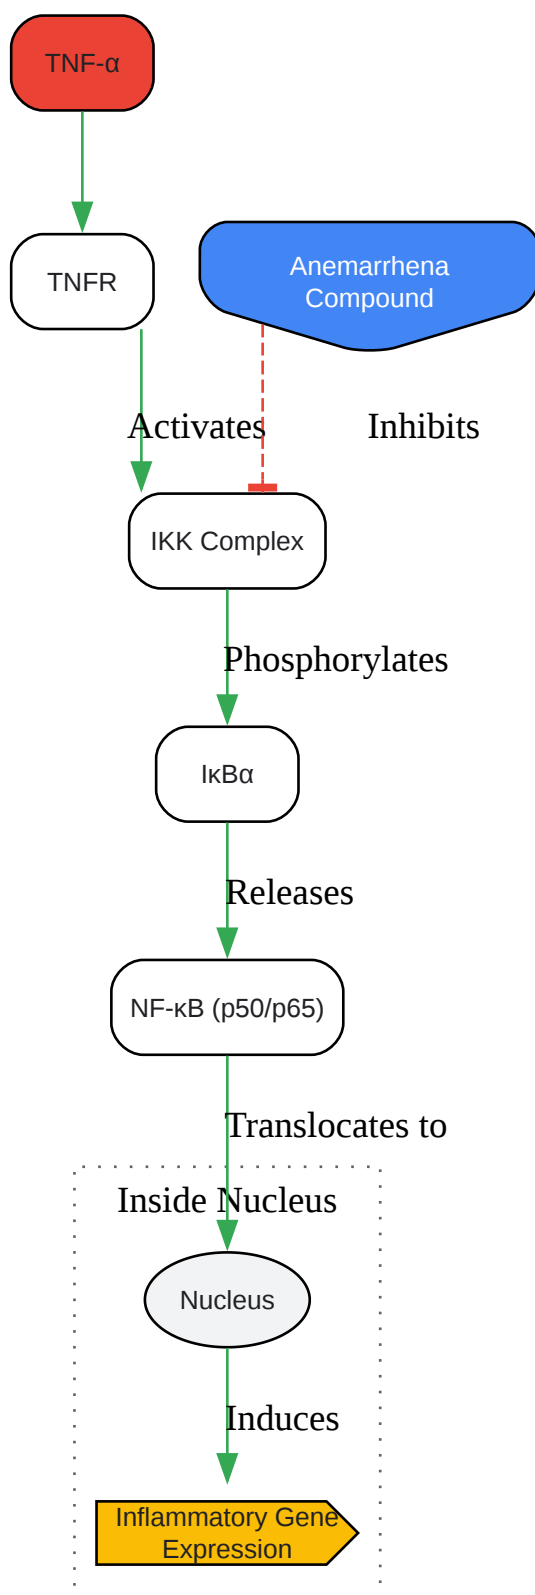 TNF-α
TNFR
Anemarrhena
Compound
Activates
Inhibits
IKK Complex
Phosphorylates
IκBα
Releases
NF-κB (p50/p65)
Translocates to
Inside Nucleus
Nucleus
Induces
Inflammatory Gene
Expression